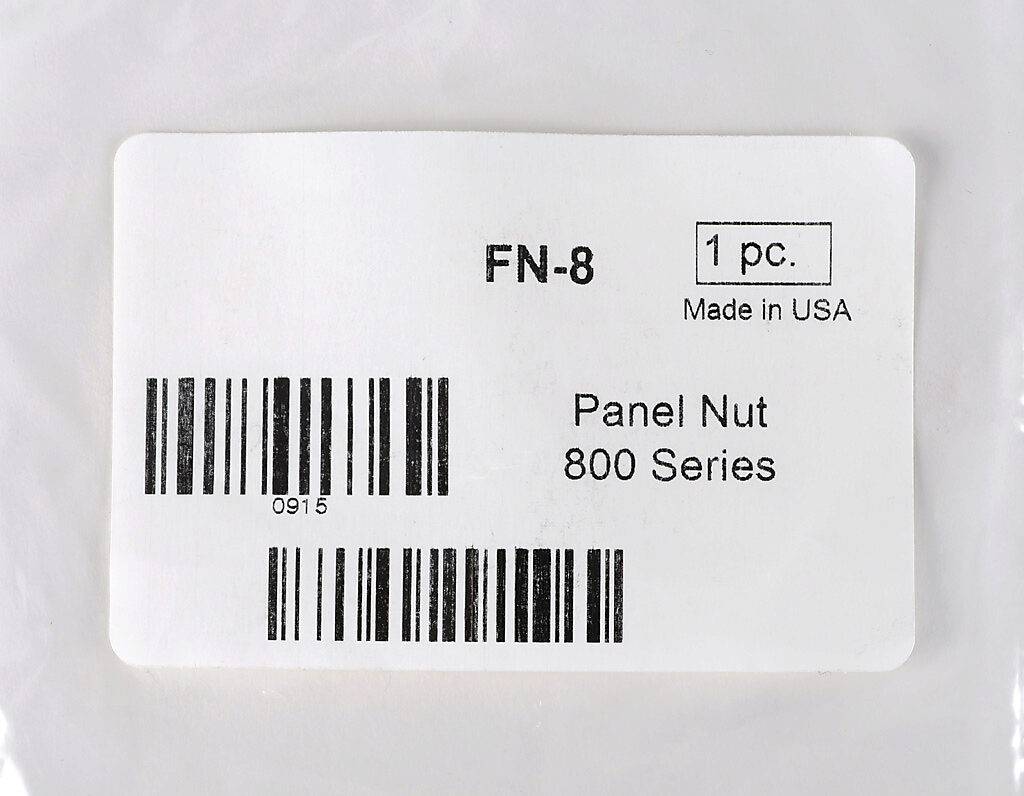 FN-8
1 pc.
Made in USA
Panel Nut
800 Series
0915